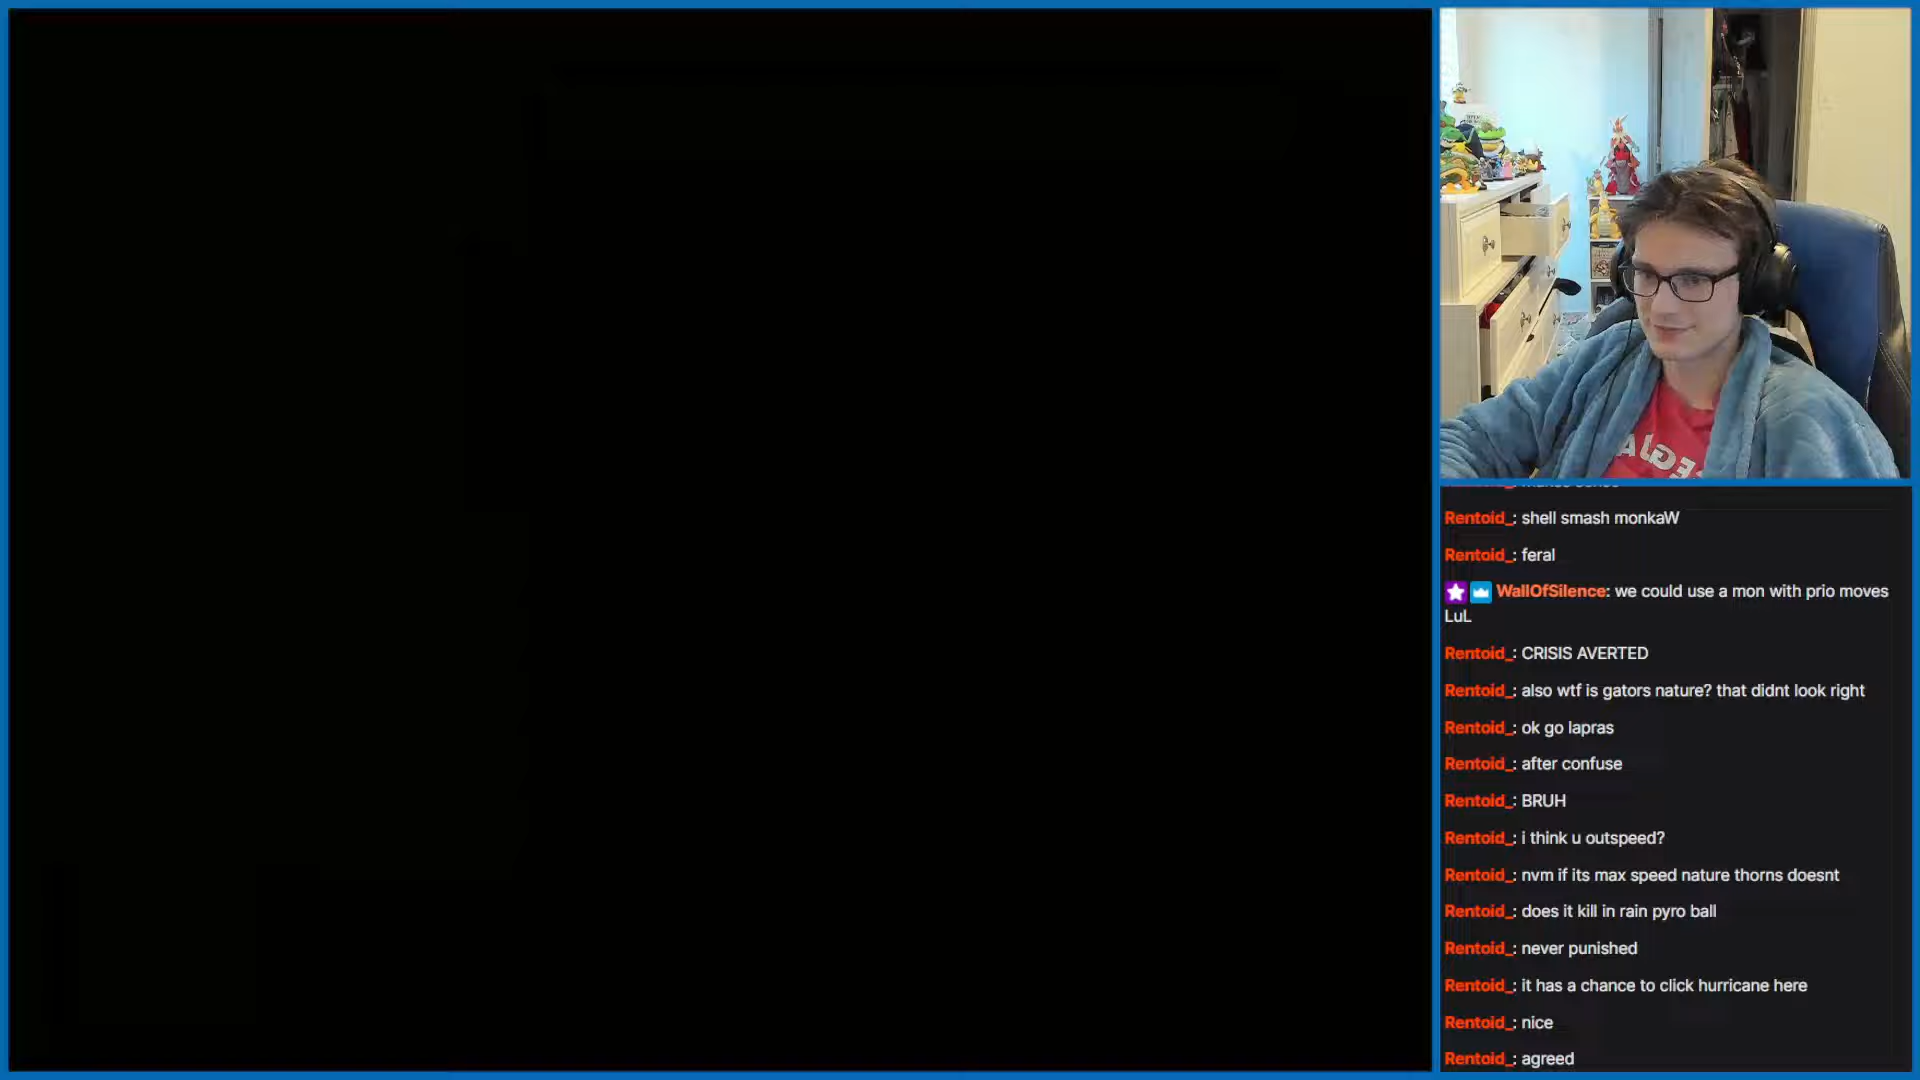 Rentoid_: shell smash monkaW
Rentoid_: feral
WallOfSilence: we could use a mon with prio moves
LuL
Rentoid_: CRISIS AVERTED
Rentoid_: also wtf is gators nature? that didnt look right
Rentoid_: ok go lapras
Rentoid_: after confuse
Rentoid_: BRUH
Rentoid_: i think u outspeed?
Rentoid_: nvm if its max speed nature thorns doesnt
Rentoid_: does it kill in rain pyro ball
Rentoid_: never punished
Rentoid_: it has a chance to click hurricane here
Rentoid_: nice
Rentoid_: agreed